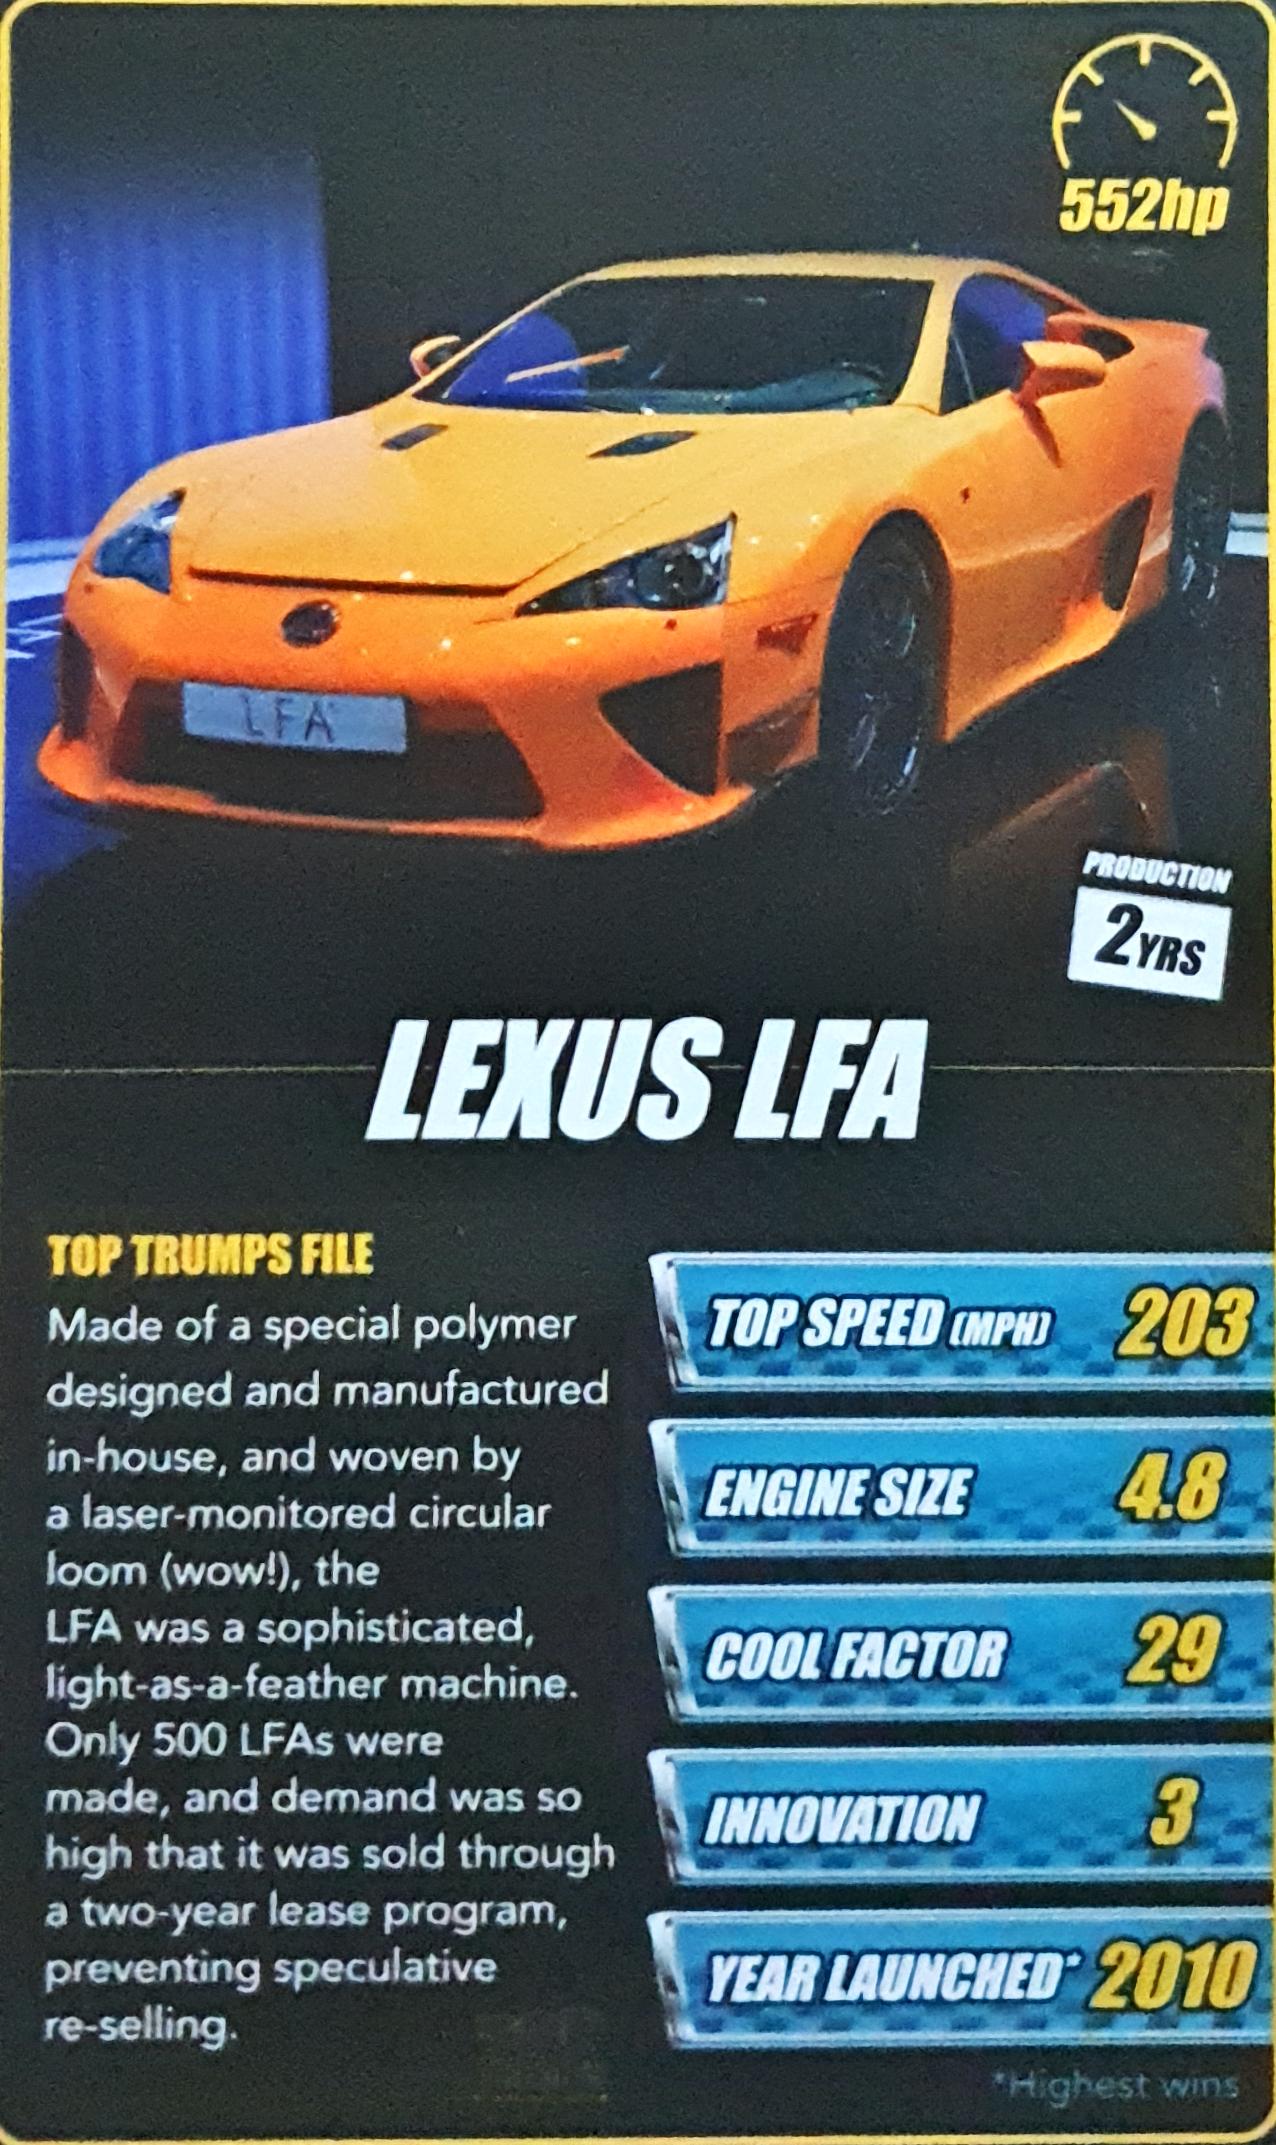 552hp
LFA
PRODUCTION
2YRS
LEXUS LFA
TOP TRUMPS FILE
Made of a special polymer
designed and manufactured
in-house, and woven by
a laser-monitored circular
loom (wow!), the
LFA was a sophisticated,
light-as-a-feather machine.
Only 500 LFAs were
made, and demand was so
high that it was sold through
a two-year lease program,
preventing speculative
re-selling.
TOP SPEED (MPH) 203
ENGINE SIZE 4.8
COOL FACTOR 29
INNOVATION 3
YEAR LAUNCHED* 2010
*Highest wins